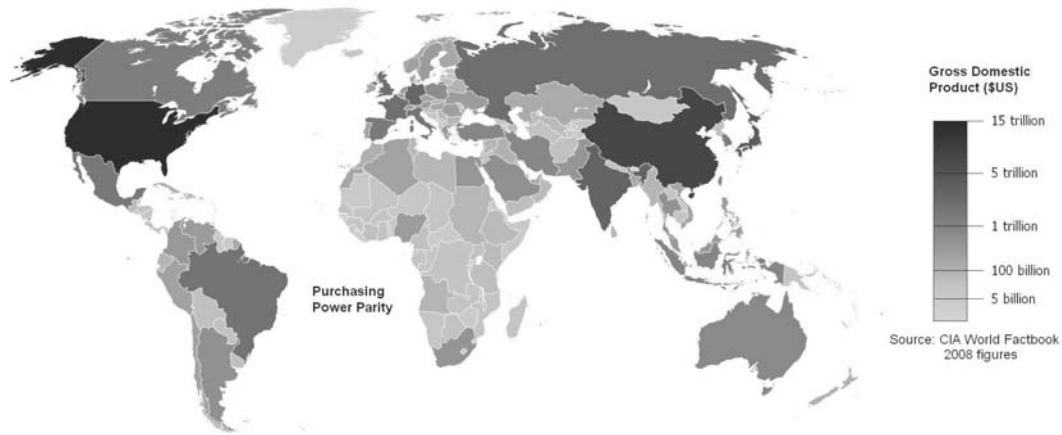 Gross Domestic
Product ($US)
15 trillion
5 trillion
1 trillion
100 billion
5 billion
Purchasing
Power Parity
Source: CIA World Factbook
2008 figures